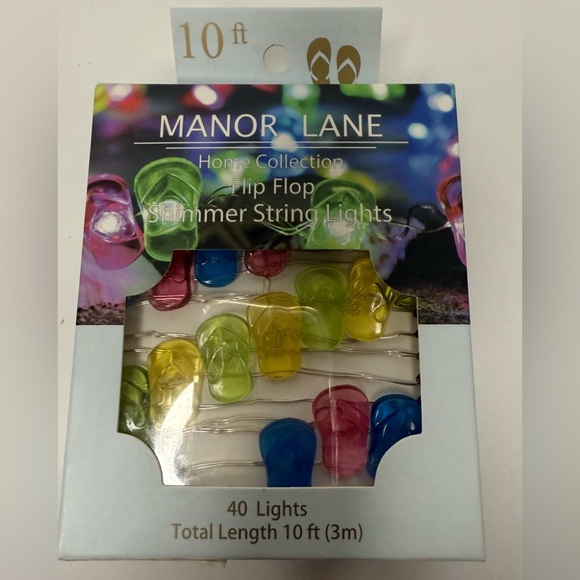 10 ft
MANOR LANE
Home Collection
Flip Flop
Shimmer String Lights
40 Lights
Total Length 10 ft (3m)